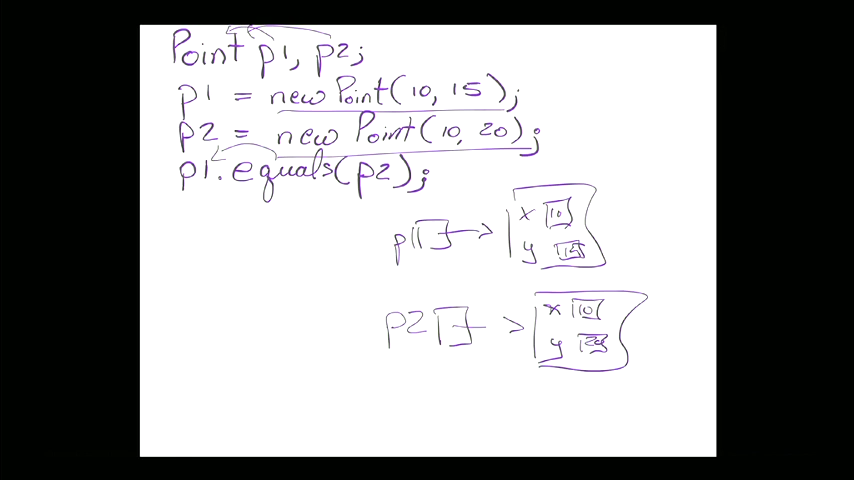 Point p1, p2;
p1 = new Point(10, 15);
p2 = new Point(10, 20);
p1.equals(p2);
p1
x 10
y 15
p2
x 10
y 20